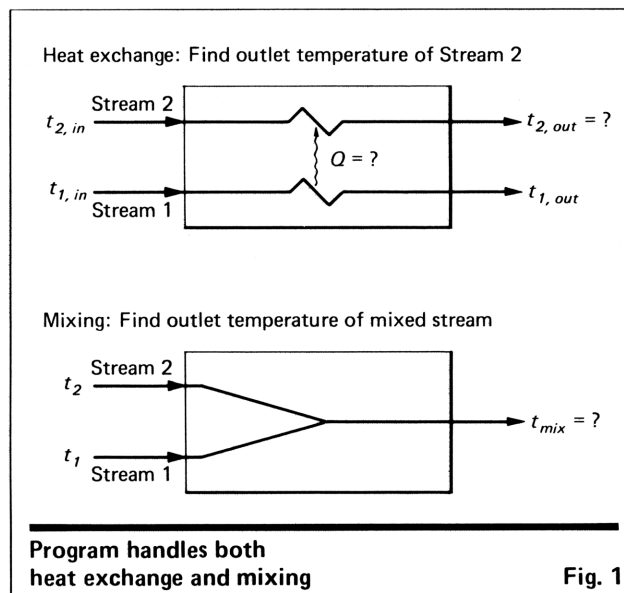 Heat exchange: Find outlet temperature of Stream 2
Stream 2
t2, in
t2, out = ?
Q = ?
t1, in
t1, out
Stream 1
Mixing: Find outlet temperature of mixed stream
Stream 2
t2
tmix = ?
t1
Stream 1
Program handles both
heat exchange and mixing
Fig. 1